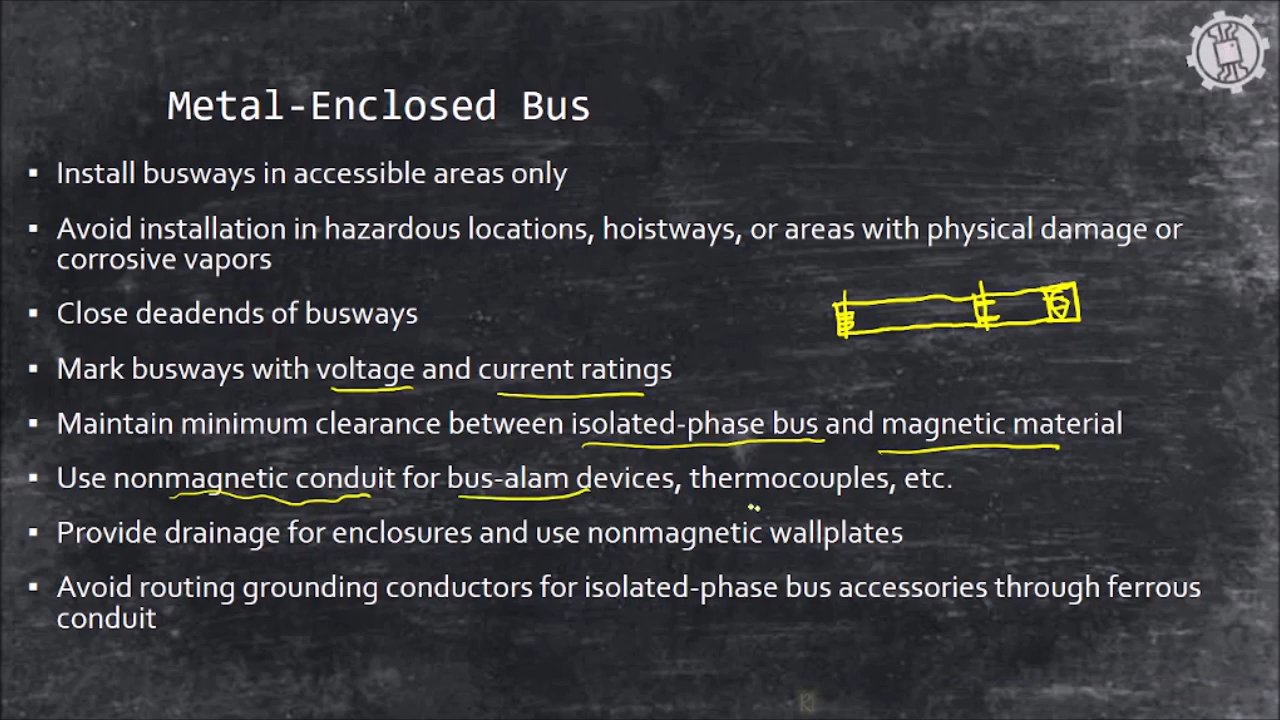 Metal-Enclosed Bus
▪ Install busways in accessible areas only
▪ Avoid installation in hazardous locations, hoistways, or areas with physical damage or
corrosive vapors
▪ Close deadends of busways
▪ Mark busways with voltage and current ratings
▪ Maintain minimum clearance between isolated-phase bus and magnetic material
▪ Use nonmagnetic conduit for bus-alam devices, thermocouples, etc.
▪ Provide drainage for enclosures and use nonmagnetic wallplates
▪ Avoid routing grounding conductors for isolated-phase bus accessories through ferrous
conduit